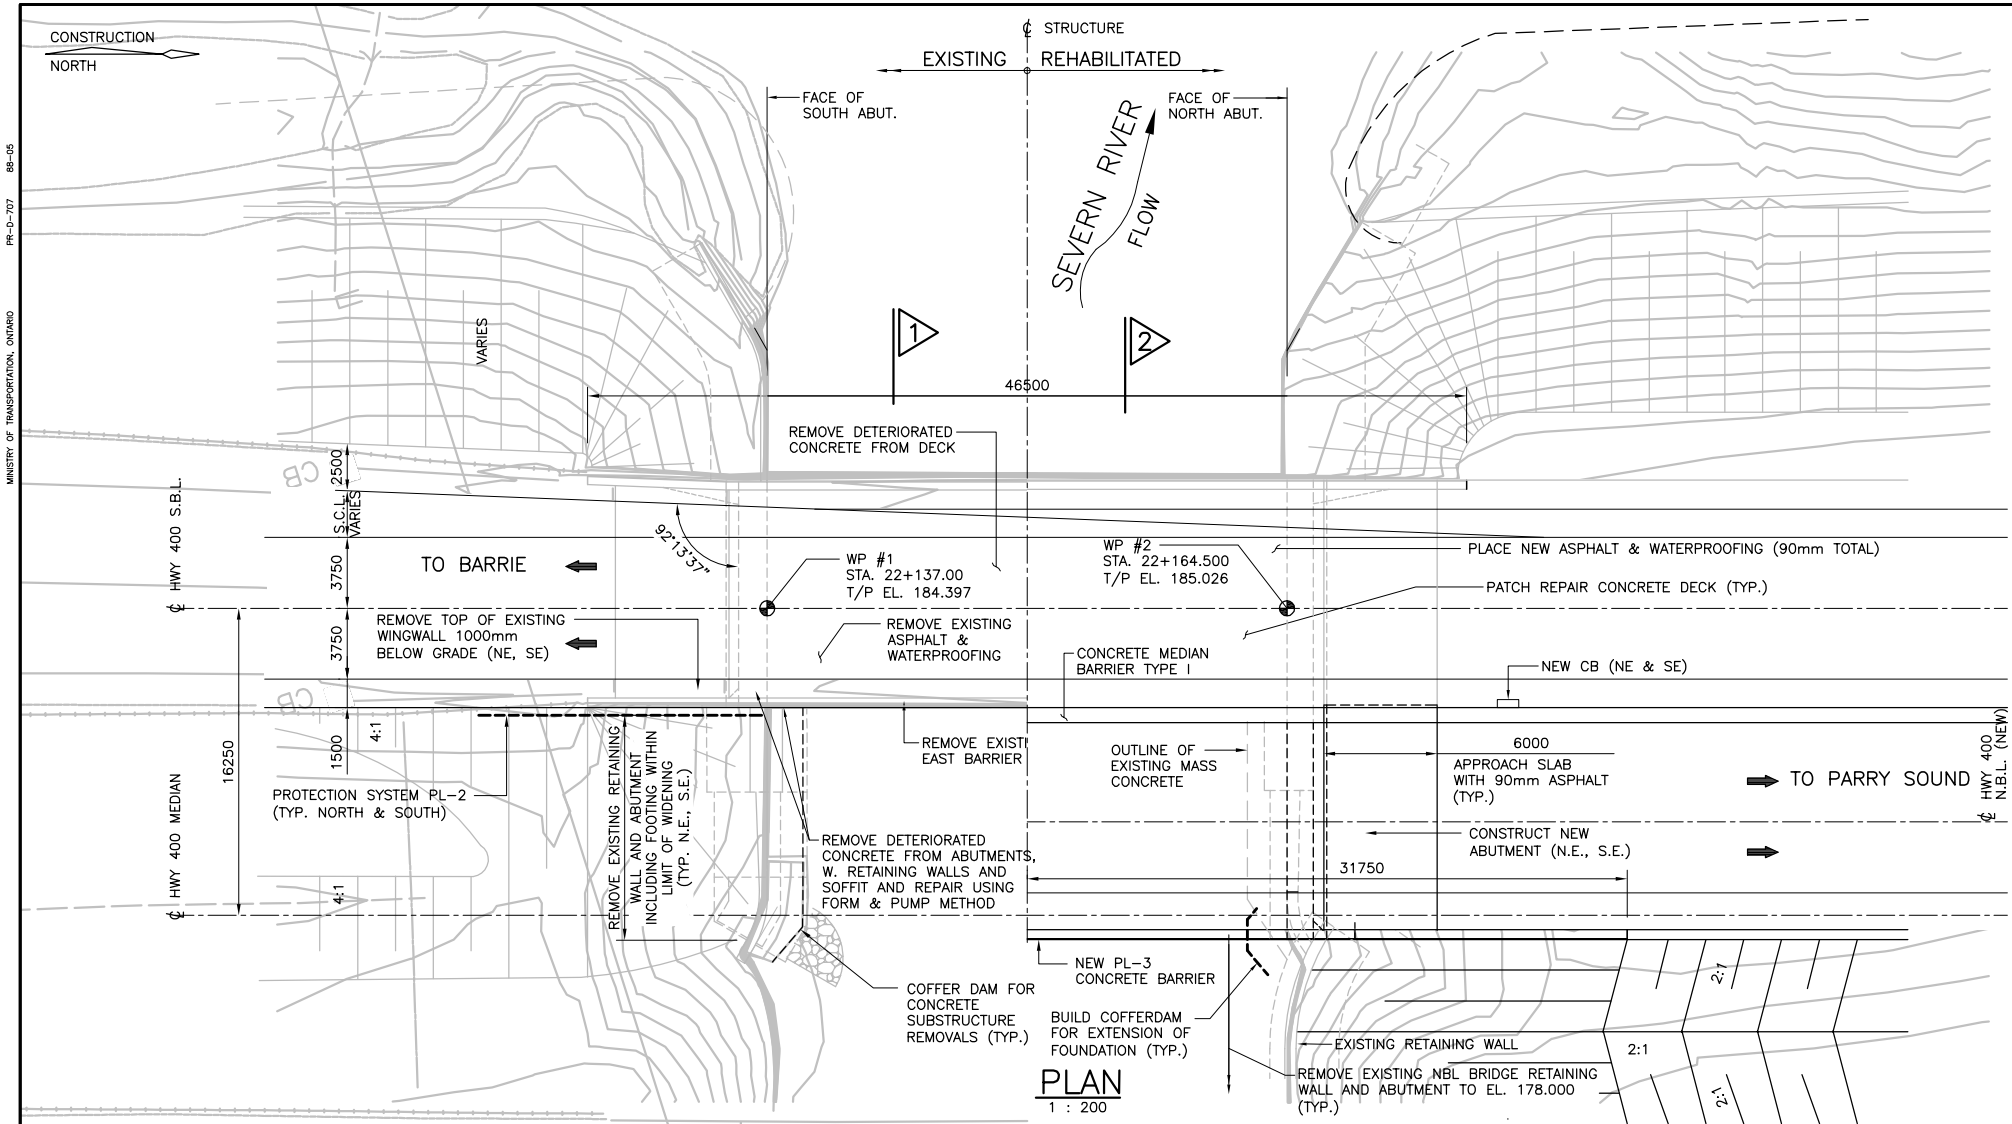 CONSTRUCTION
NORTH
℄ STRUCTURE
EXISTING
REHABILITATED
FACE OF
SOUTH ABUT.
FACE OF
NORTH ABUT.
SEVERN RIVER
FLOW
88-05
PR-D-707
MINISTRY OF TRANSPORTATION, ONTARIO
1
2
VARIES
46500
REMOVE DETERIORATED
CONCRETE FROM DECK
CB
2500
S.C.L.
VARIES
℄ HWY 400 S.B.L.
3750
TO BARRIE
92°13'37"
WP #1
STA. 22+137.00
T/P EL. 184.397
WP #2
STA. 22+164.500
T/P EL. 185.026
PLACE NEW ASPHALT & WATERPROOFING (90mm TOTAL)
PATCH REPAIR CONCRETE DECK (TYP.)
REMOVE TOP OF EXISTING
WINGWALL 1000mm
BELOW GRADE (NE, SE)
3750
REMOVE EXISTING
ASPHALT &
WATERPROOFING
CONCRETE MEDIAN
BARRIER TYPE I
NEW CB (NE & SE)
CB
16250
1500
4:1
4:1
℄ HWY 400 MEDIAN
PROTECTION SYSTEM PL-2
(TYP. NORTH & SOUTH)
REMOVE EXISTING RETAINING
WALL AND ABUTMENT
INCLUDING FOOTING WITHIN
LIMIT OF WIDENING
(TYP. N.E., S.E.)
REMOVE EXISTI
EAST BARRIER
OUTLINE OF
EXISTING MASS
CONCRETE
6000
APPROACH SLAB
WITH 90mm ASPHALT
(TYP.)
TO PARRY SOUND
℄ HWY 400
N.B.L. (NEW)
REMOVE DETERIORATED
CONCRETE FROM ABUTMENTS,
W. RETAINING WALLS AND
SOFFIT AND REPAIR USING
FORM & PUMP METHOD
CONSTRUCT NEW
ABUTMENT (N.E., S.E.)
31750
NEW PL-3
CONCRETE BARRIER
COFFER DAM FOR
CONCRETE
SUBSTRUCTURE
REMOVALS (TYP.)
BUILD COFFERDAM
FOR EXTENSION OF
FOUNDATION (TYP.)
EXISTING RETAINING WALL
REMOVE EXISTING NBL BRIDGE RETAINING
WALL AND ABUTMENT TO EL. 178.000
(TYP.)
2:1
2:1
2:1
PLAN
1 : 200